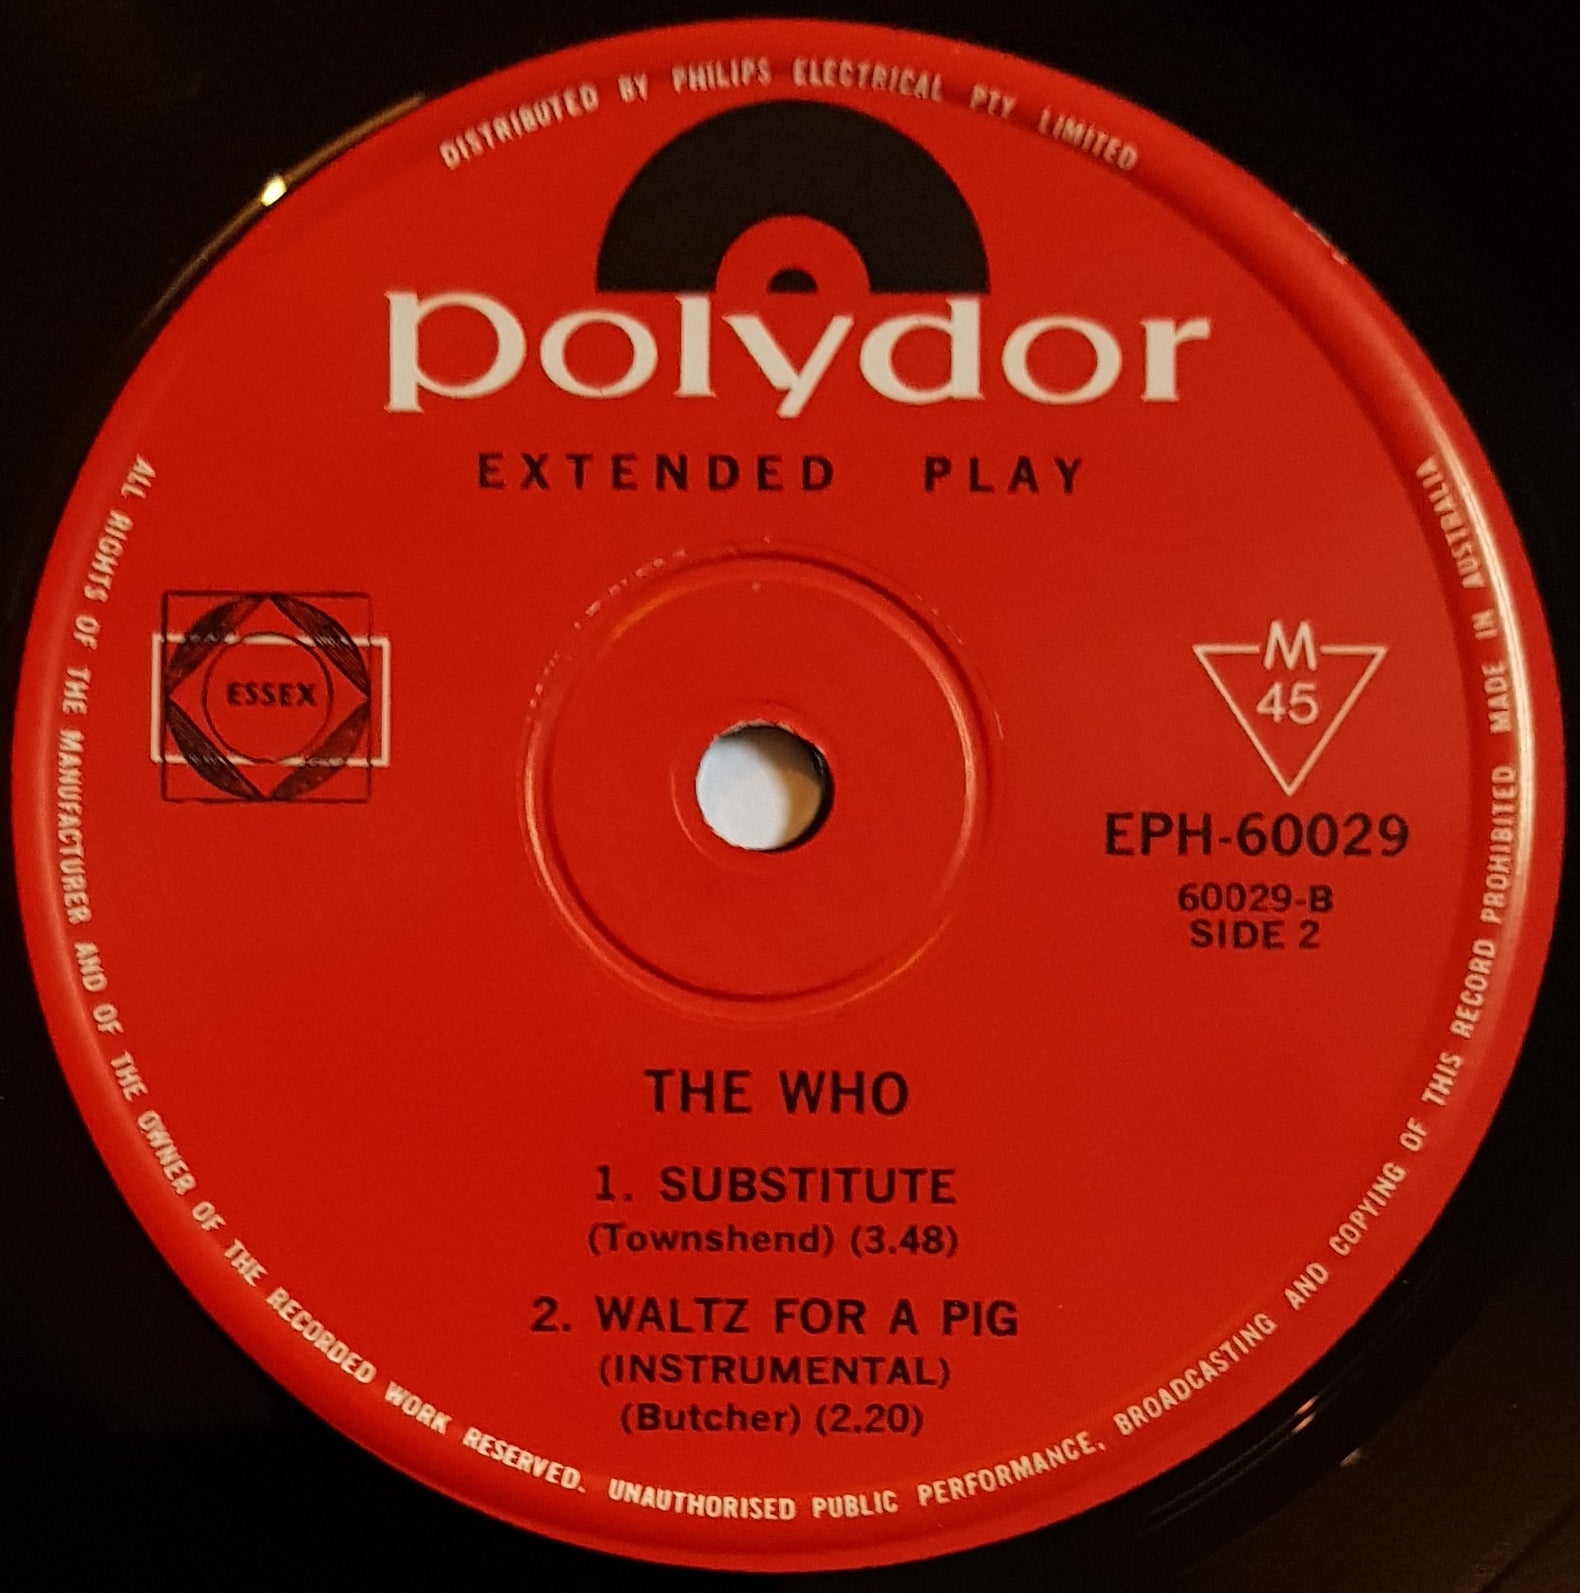 DISTRIBUTED BY PHILIPS ELECTRICAL PTY LIMITED
polydor
EXTENDED PLAY
ESSEX
M
45
EPH-60029
60029-B
SIDE 2
THE WHO
1. SUBSTITUTE
(Townshend) (3.48)
2. WALTZ FOR A PIG
(INSTRUMENTAL)
(Butcher) (2.20)
ALL RIGHTS OF THE MANUFACTURER AND OF THE OWNER OF THE RECORDED WORK RESERVED. UNAUTHORISED PUBLIC PERFORMANCE, BROADCASTING AND COPYING OF THIS RECORD PROHIBITED MADE IN AUSTRALIA